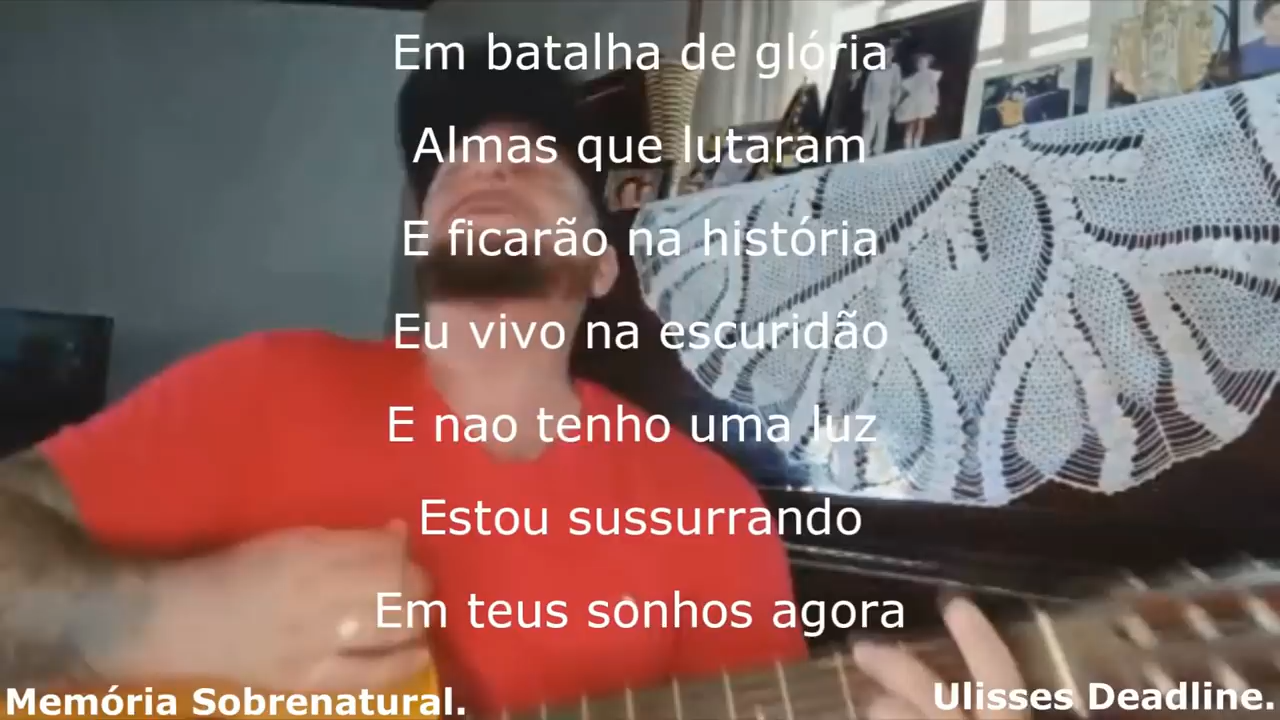 Em batalha de glória
Almas que lutaram
E ficarão na história
Eu vivo na escuridão
E nao tenho uma luz
Estou sussurrando
Em teus sonhos agora
Memória Sobrenatural.
Ulisses Deadline.